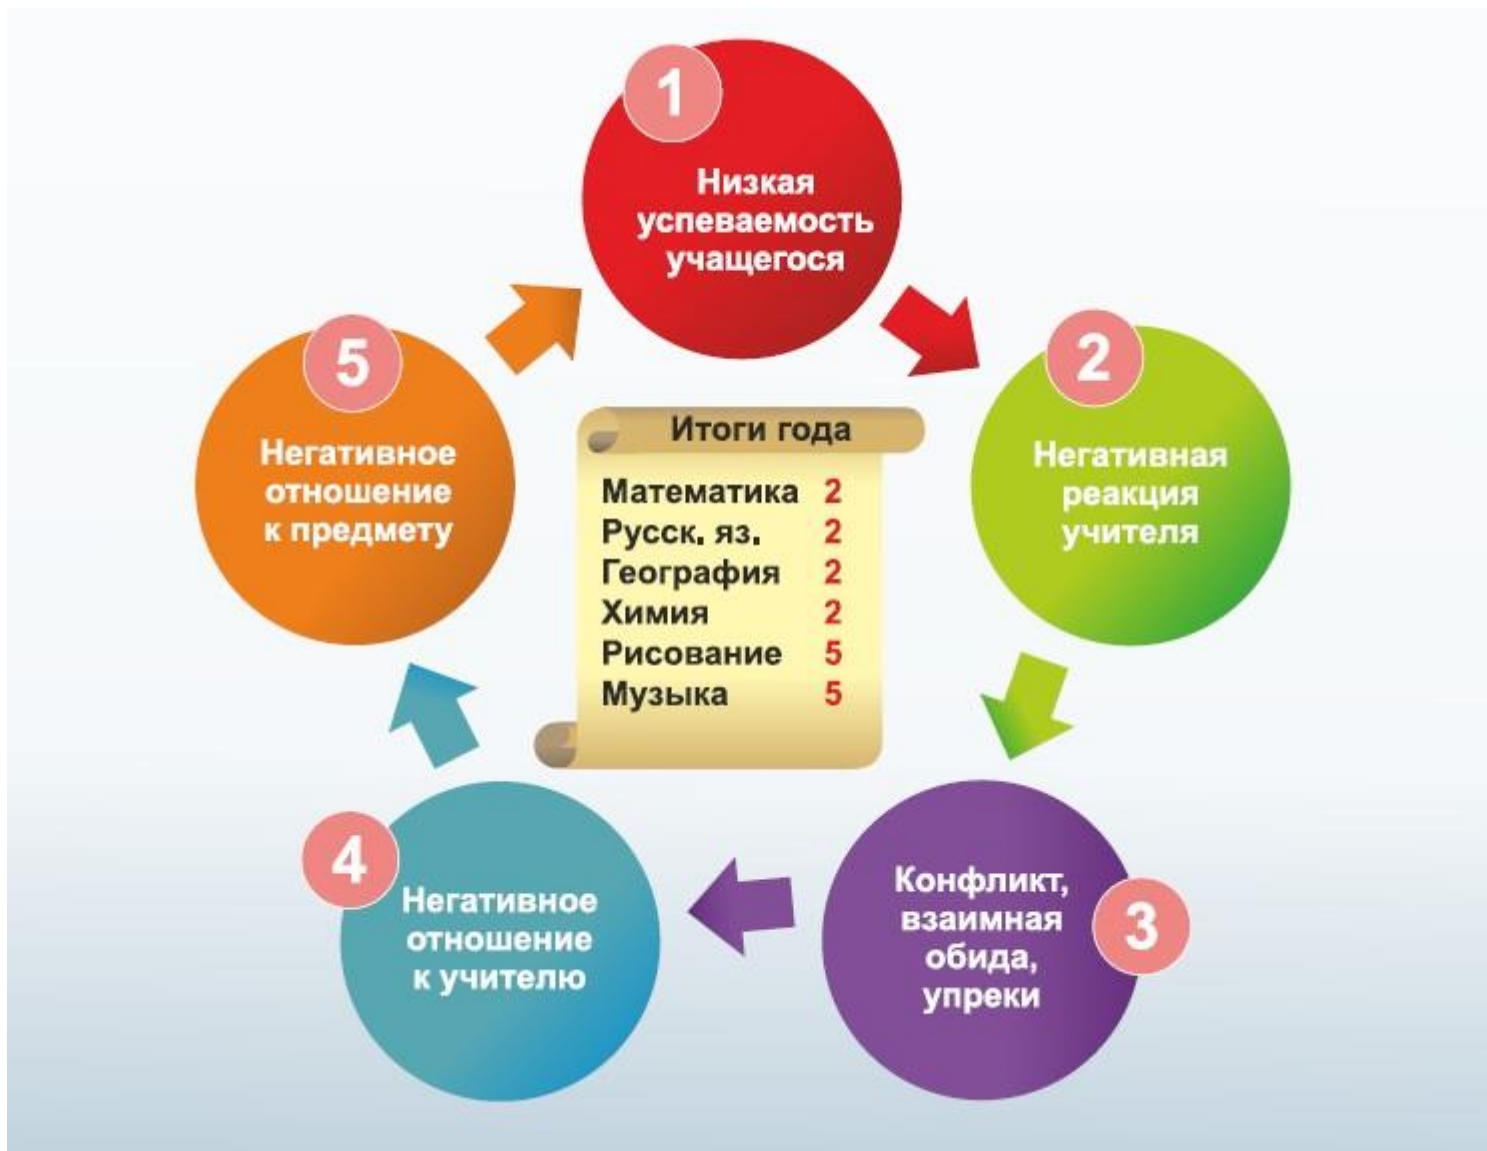 1
Низкая
успеваемость
учащегося
2
Негативная
реакция
учителя
3
Конфликт,
взаимная
обида,
упреки
4
Негативное
отношение
к учителю
5
Негативное
отношение
к предмету
Итоги года
Математика 2
Русск. яз. 2
География 2
Химия 2
Рисование 5
Музыка 5